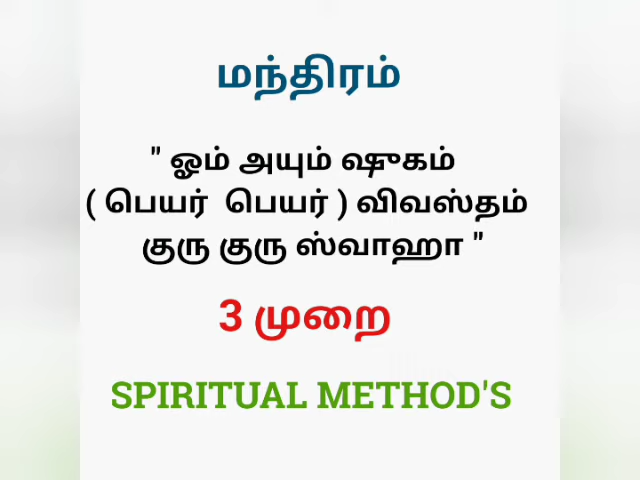 மந்திரம்
" ஓம் அயும் ஷுகம்
( பெயர் பெயர் ) விவஸ்தம்
குரு குரு ஸ்வாஹா "
3 முறை
SPIRITUAL METHOD'S